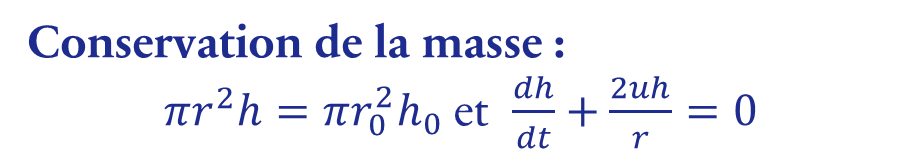 Conservation de la masse :
πr²h = πr₀²h₀ et dh/dt + 2uh/r = 0